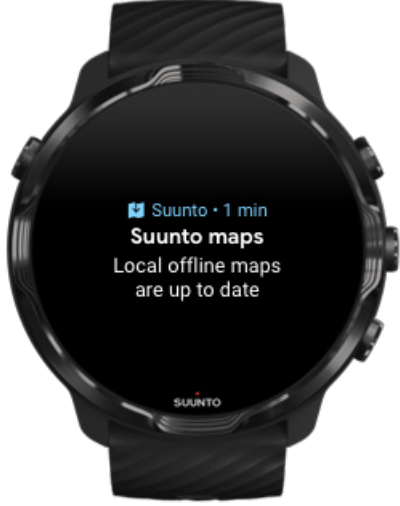 Suunto • 1 min
Suunto maps
Local offline maps
are up to date
SUUNTO